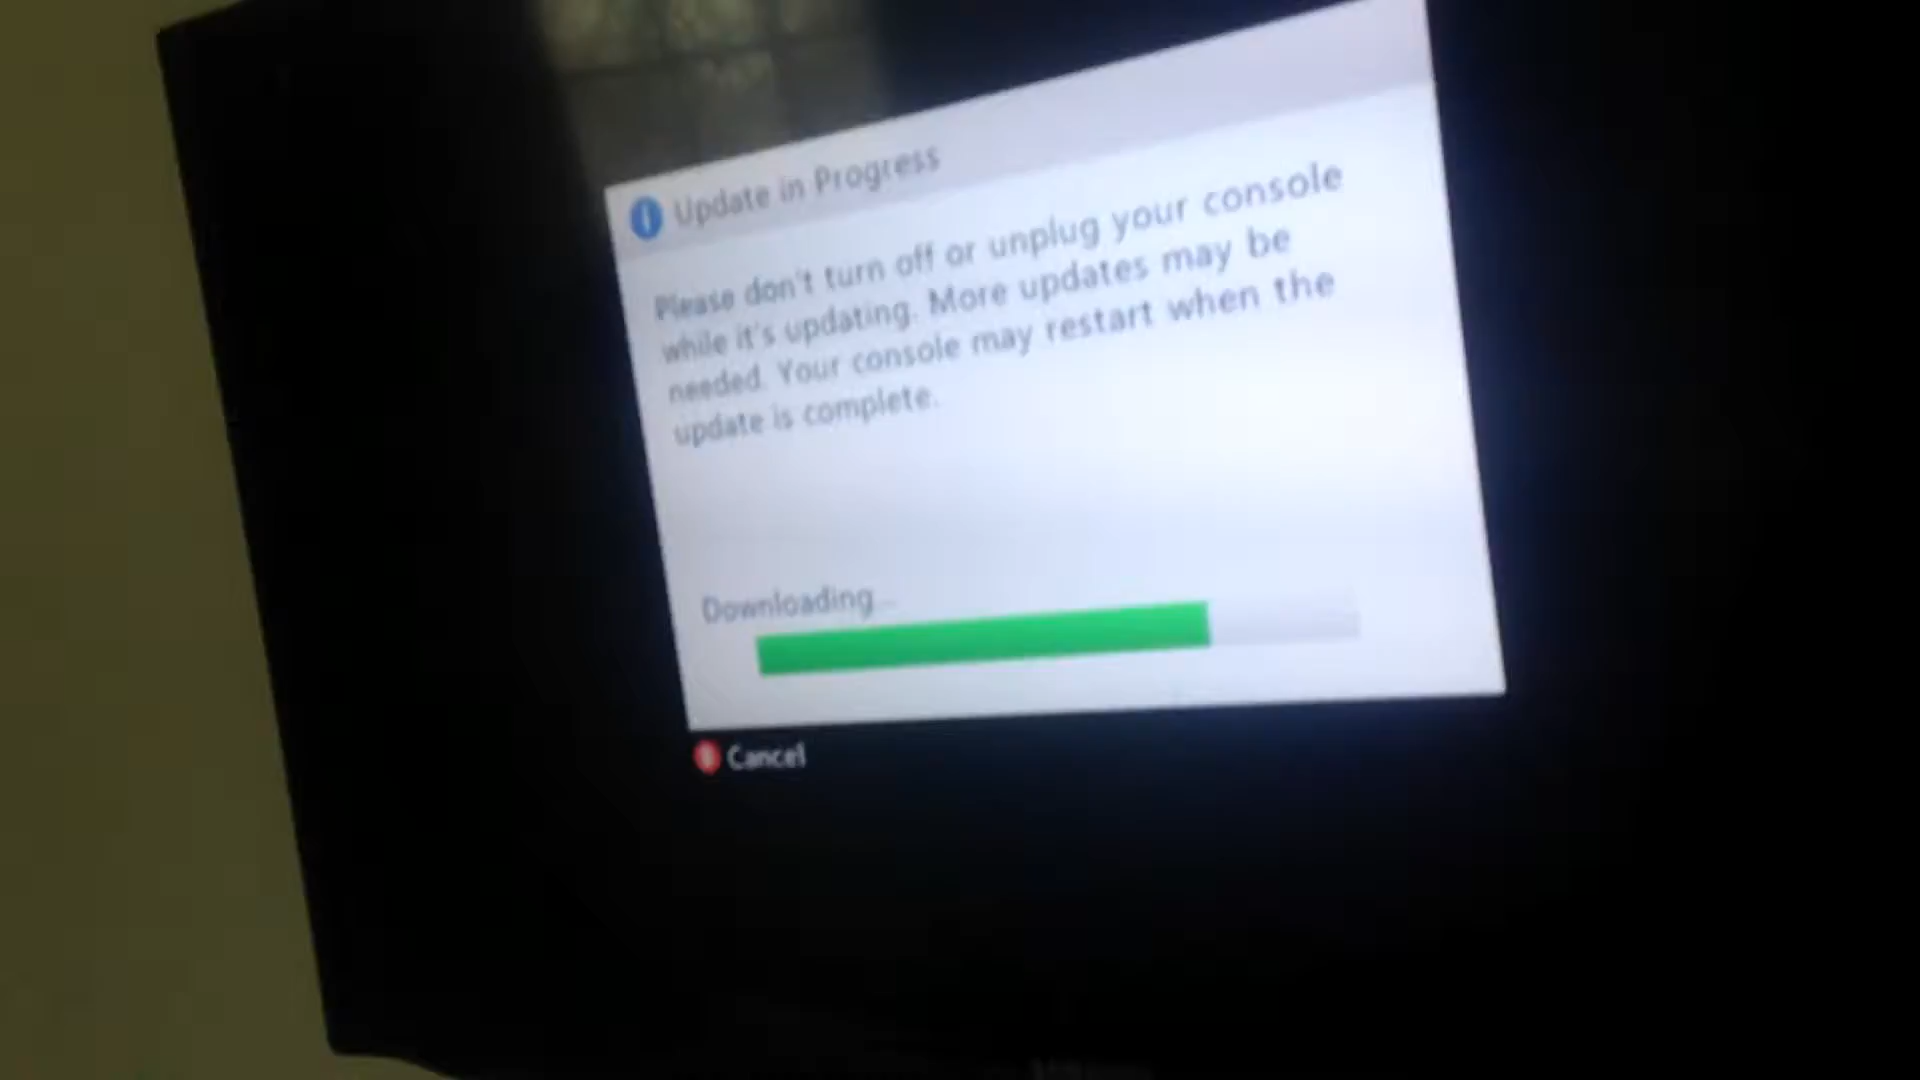 Update in Progress
Please don't turn off or unplug your console
while it's updating. More updates may be
needed. Your console may restart when the
update is complete.
Downloading...
Cancel